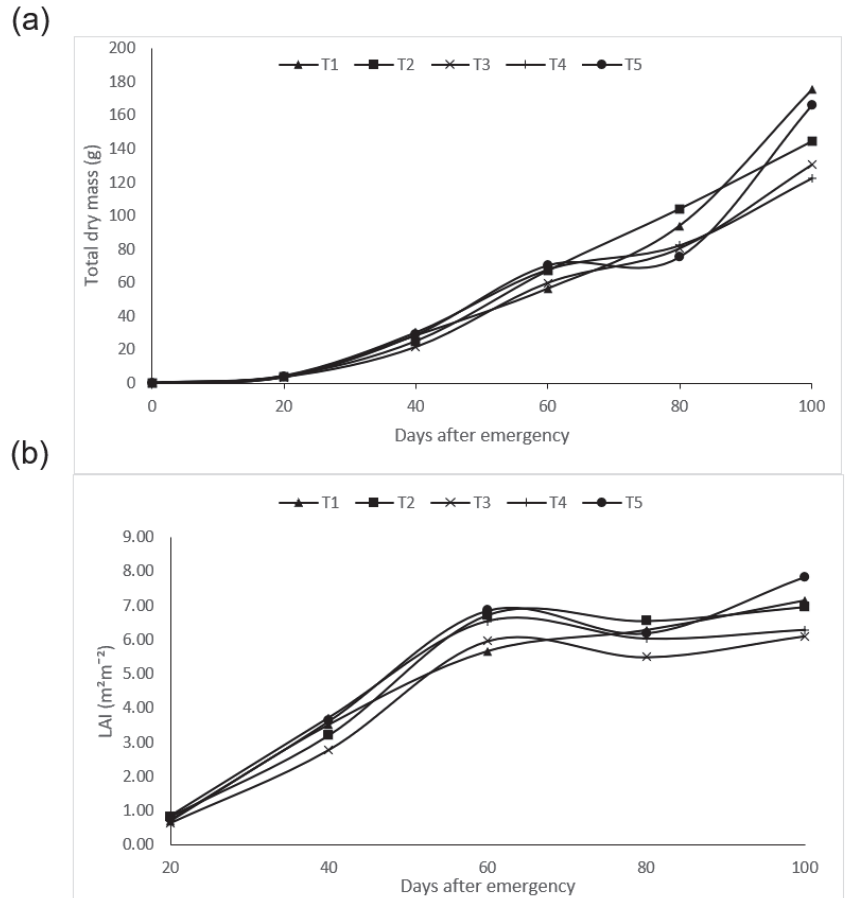 (a)
T1 T2 T3 T4 T5
Total dry mass (g)
200
180
160
140
120
100
80
60
40
20
0
0 20 40 60 80 100
Days after emergency
(b)
T1 T2 T3 T4 T5
LAI (m²m⁻²)
9.00
8.00
7.00
6.00
5.00
4.00
3.00
2.00
1.00
0.00
20 40 60 80 100
Days after emergency